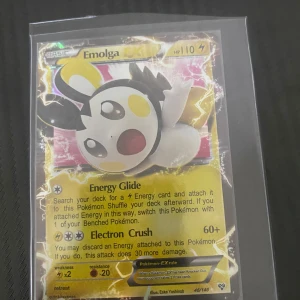 BASIC Emolga HP110
Energy Glide
Search your deck for a Energy card and attach it
to this Pokémon. Shuffle your deck afterward. If you
attached Energy in this way, switch this Pokémon with
1 of your Benched Pokémon.
Electron Crush 60+
You may discard an Energy attached to this Pokémon.
If you do, this attack does 30 more damage.
×2 -20